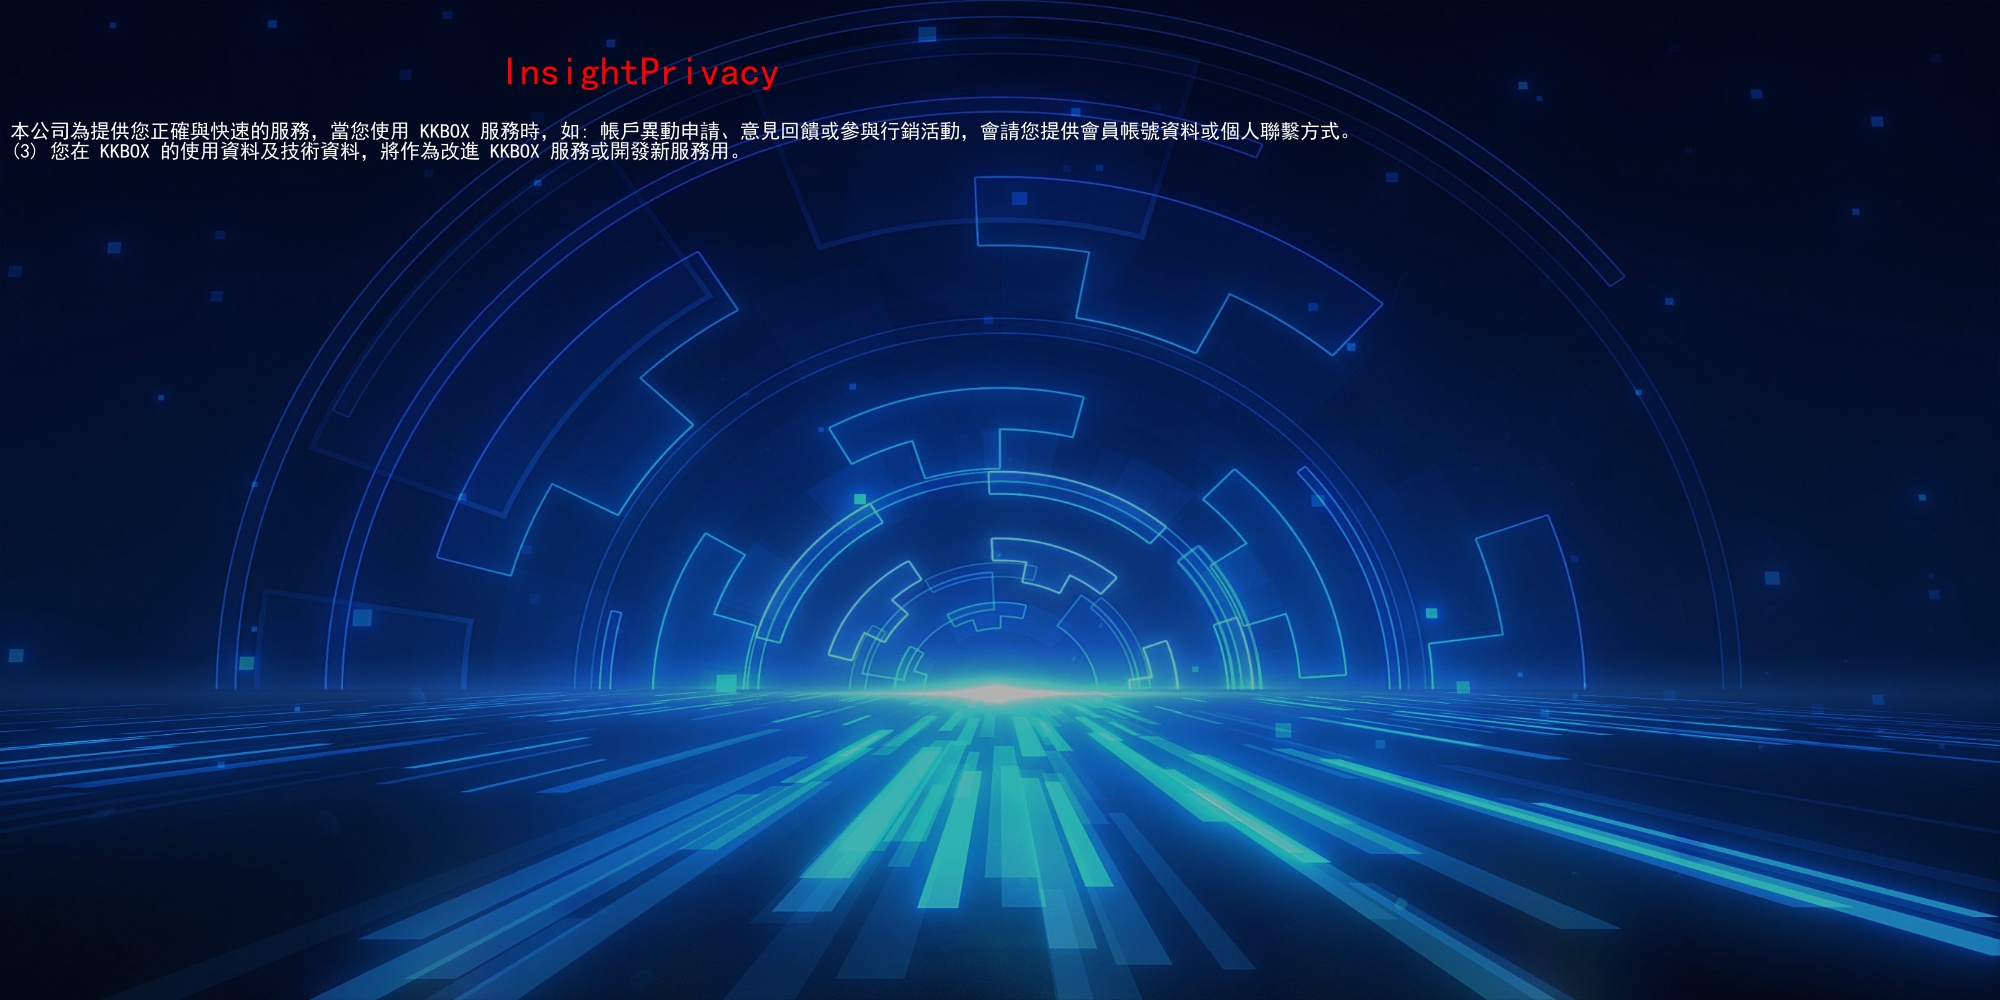 InsightPrivacy
本公司為提供您正確與快速的服務，當您使用 KKBOX 服務時，如: 帳戶異動申請、意見回饋或參與行銷活動，會請您提供會員帳號資料或個人聯繫方式。
(3) 您在 KKBOX 的使用資料及技術資料，將作為改進 KKBOX 服務或開發新服務用。